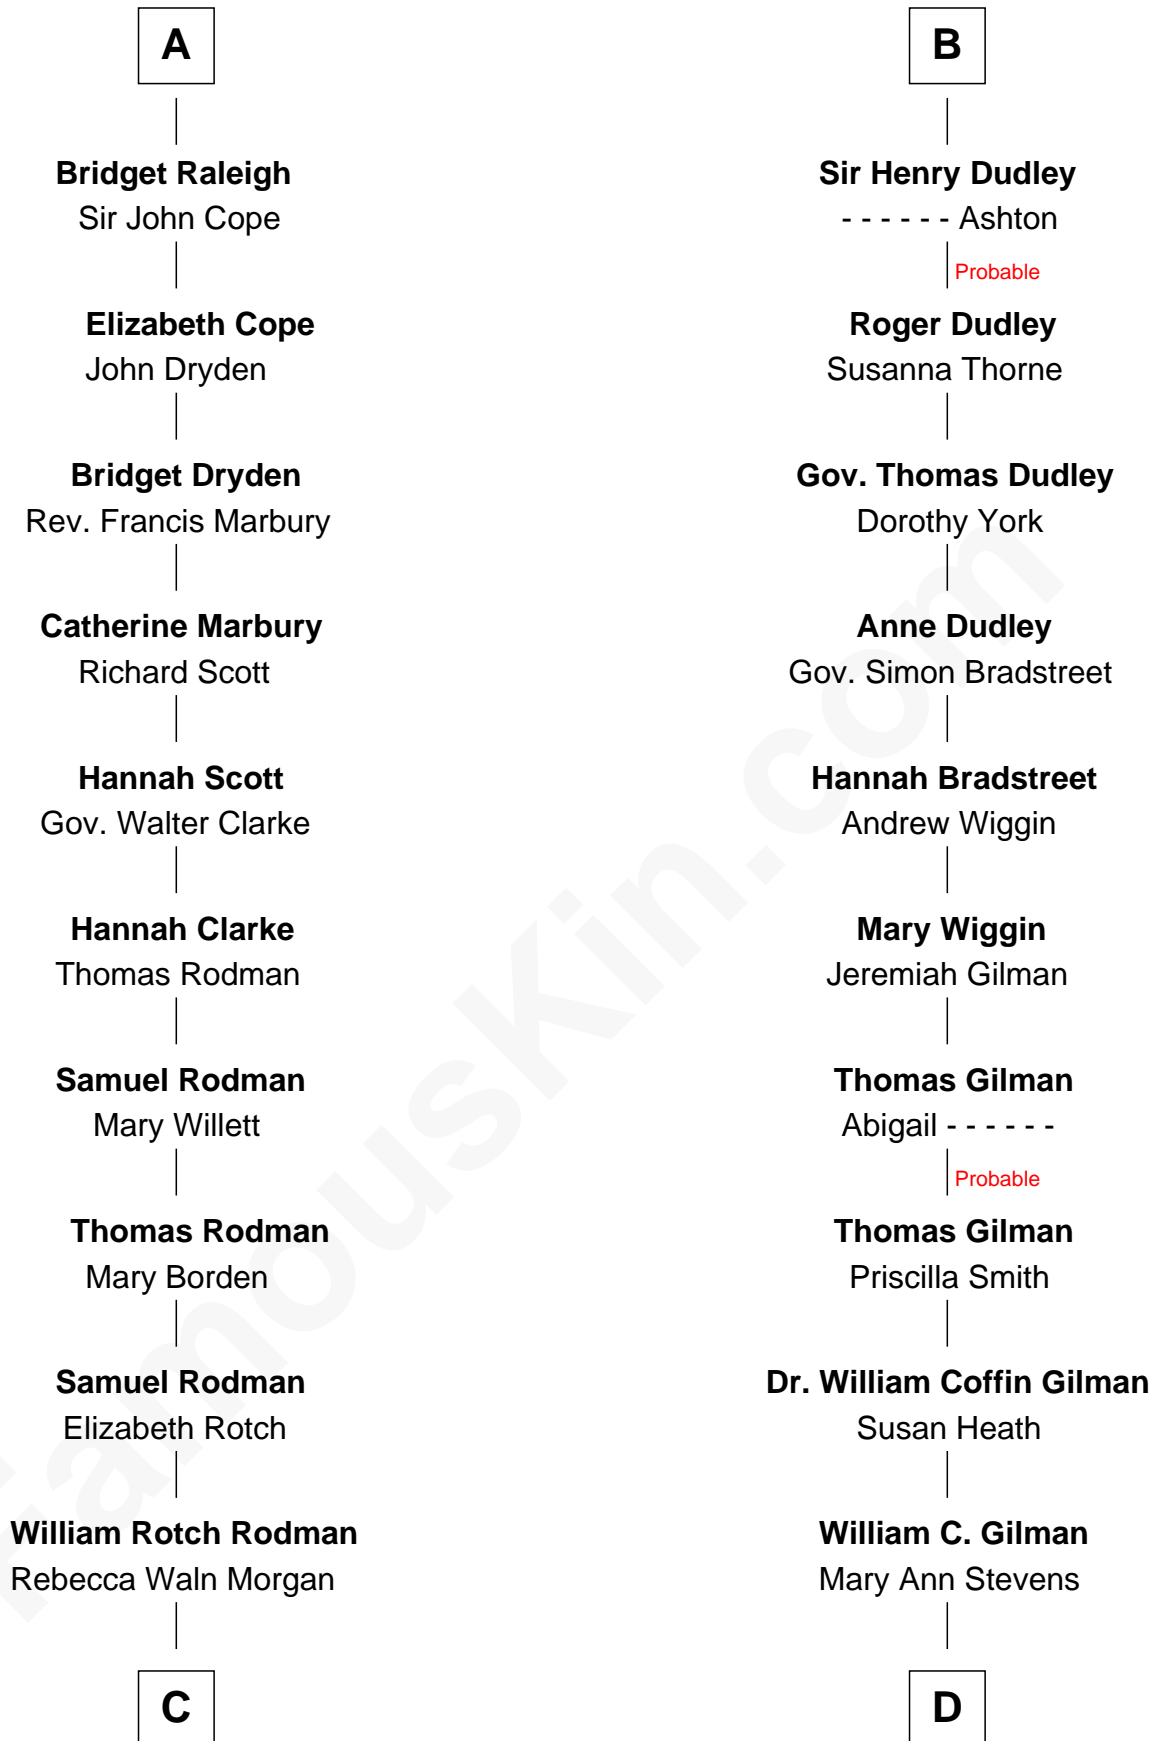 A
Bridget Raleigh
Sir John Cope
Elizabeth Cope
John Dryden
Bridget Dryden
Rev. Francis Marbury
Catherine Marbury
Richard Scott
Hannah Scott
Gov. Walter Clarke
Hannah Clarke
Thomas Rodman
Samuel Rodman
Mary Willett
Thomas Rodman
Mary Borden
Samuel Rodman
Elizabeth Rotch
William Rotch Rodman
Rebecca Waln Morgan
C
B
Sir Henry Dudley
- - - - - - Ashton
Probable
Roger Dudley
Susanna Thorne
Gov. Thomas Dudley
Dorothy York
Anne Dudley
Gov. Simon Bradstreet
Hannah Bradstreet
Andrew Wiggin
Mary Wiggin
Jeremiah Gilman
Thomas Gilman
Abigail - - - - - -
Probable
Thomas Gilman
Priscilla Smith
Dr. William Coffin Gilman
Susan Heath
William C. Gilman
Mary Ann Stevens
D
FamousKin.com